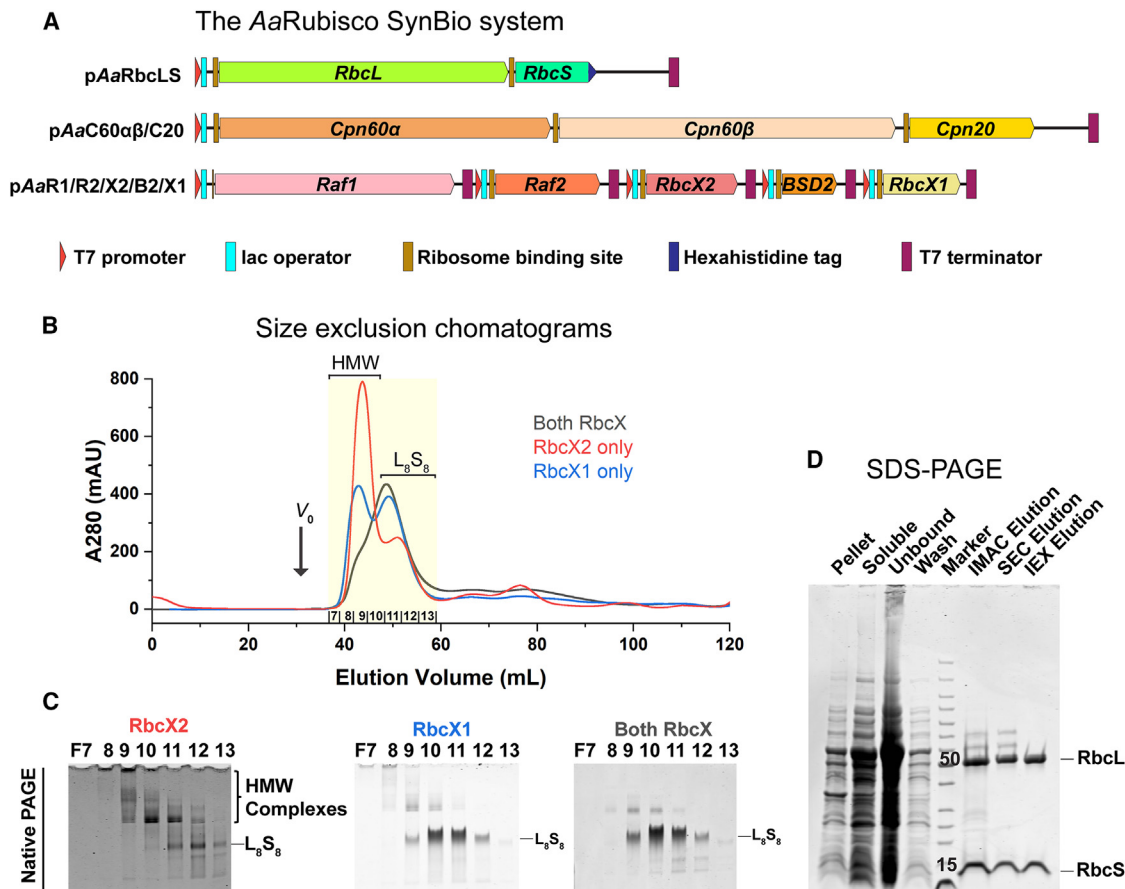 A The AaRubisco SynBio system
pAaRbcLS RbcL RbcS
pAaC60αβ/C20 Cpn60α Cpn60β Cpn20
pAaR1/R2/X2/B2/X1 Raf1 Raf2 RbcX2 BSD2 RbcX1
T7 promoter lac operator Ribosome binding site Hexahistidine tag T7 terminator
B Size exclusion chomatograms
HMW
800
600
400
200
0
A280 (mAU)
V₀
L₈S₈
Both RbcX
RbcX2 only
RbcX1 only
|7| 8| 9|10|11|12|13|
0 20 40 60 80 100 120
Elution Volume (mL)
C
Native PAGE
RbcX2
F7 8 9 10 11 12 13
HMW
Complexes
L₈S₈
RbcX1
F7 8 9 10 11 12 13
L₈S₈
Both RbcX
F7 8 9 10 11 12 13
L₈S₈
D SDS-PAGE
Pellet
Soluble
Unbound
Wash
Marker
IMAC Elution
SEC Elution
IEX Elution
50
RbcL
15
RbcS